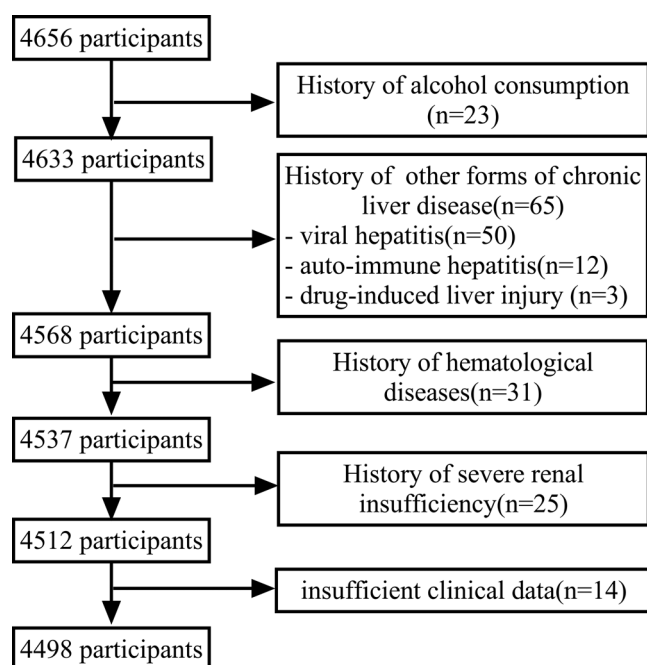 4656 participants
History of alcohol consumption
(n=23)
4633 participants
History of  other forms of chronic
liver disease(n=65)
- viral hepatitis(n=50)
- auto-immune hepatitis(n=12)
- drug-induced liver injury (n=3)
4568 participants
History of hematological
diseases(n=31)
4537 participants
History of severe renal
insufficiency(n=25)
4512 participants
insufficient clinical data(n=14)
4498 participants